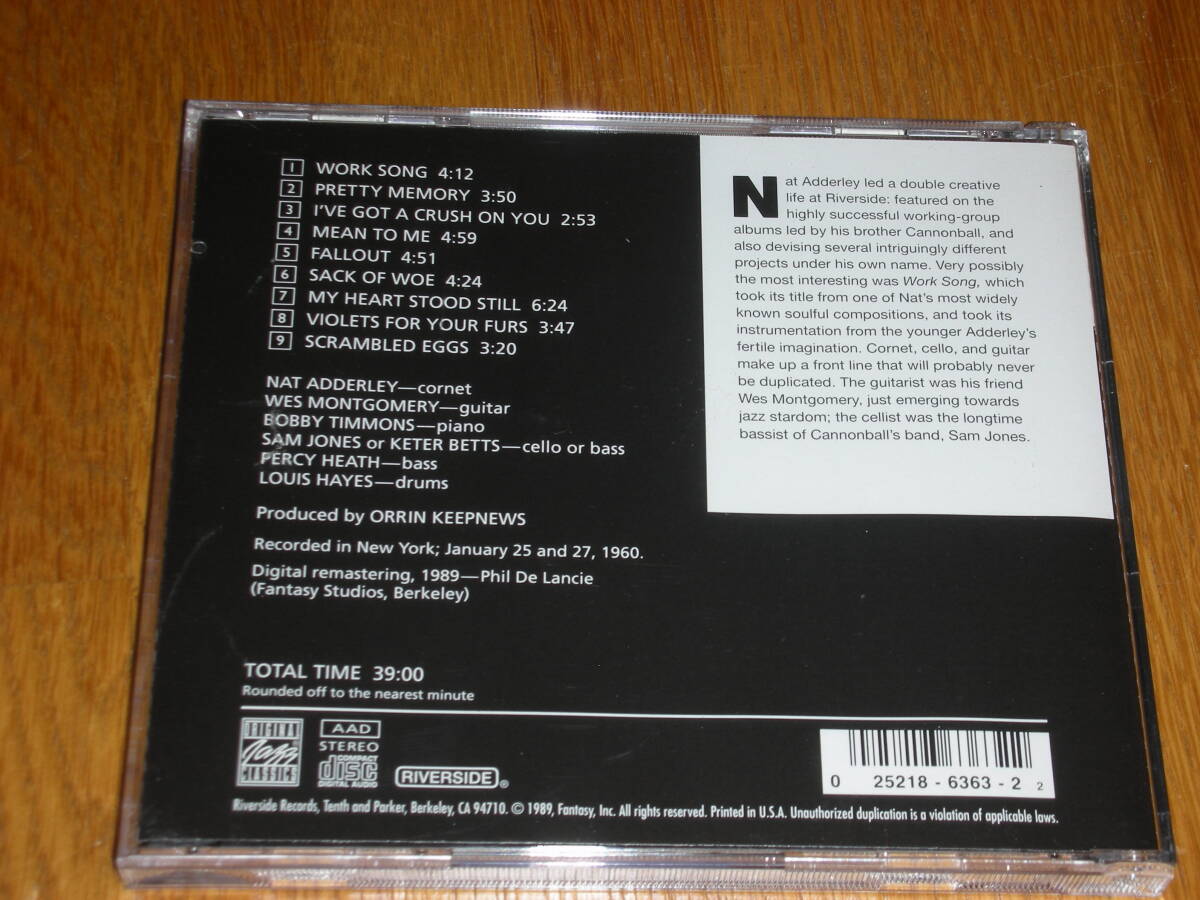 1 WORK SONG 4:12
2 PRETTY MEMORY 3:50
3 I'VE GOT A CRUSH ON YOU 2:53
4 MEAN TO ME 4:59
5 FALLOUT 4:51
6 SACK OF WOE 4:24
7 MY HEART STOOD STILL 6:24
8 VIOLETS FOR YOUR FURS 3:47
9 SCRAMBLED EGGS 3:20
NAT ADDERLEY—cornet
WES MONTGOMERY—guitar
BOBBY TIMMONS—piano
SAM JONES or KETER BETTS—cello or bass
PERCY HEATH—bass
LOUIS HAYES—drums
Produced by ORRIN KEEPNEWS
Recorded in New York; January 25 and 27, 1960.
Digital remastering, 1989—Phil De Lancie
(Fantasy Studios, Berkeley)
TOTAL TIME 39:00
Rounded off to the nearest minute
Nat Adderley led a double creative
life at Riverside: featured on the
highly successful working-group
albums led by his brother Cannonball, and
also devising several intriguingly different
projects under his own name. Very possibly
the most interesting was Work Song, which
took its title from one of Nat's most widely
known soulful compositions, and took its
instrumentation from the younger Adderley's
fertile imagination. Cornet, cello, and guitar
make up a front line that will probably never
be duplicated. The guitarist was his friend
Wes Montgomery, just emerging towards
jazz stardom; the cellist was the longtime
bassist of Cannonball's band, Sam Jones.
ORIGINAL
Jazz
CLASSICS
AAD
STEREO
COMPACT
disc
DIGITAL AUDIO
RIVERSIDE®
0 25218-6363-2 2
Riverside Records, Tenth and Parker, Berkeley, CA 94710. © 1989, Fantasy, Inc. All rights reserved. Printed in U.S.A. Unauthorized duplication is a violation of applicable laws.